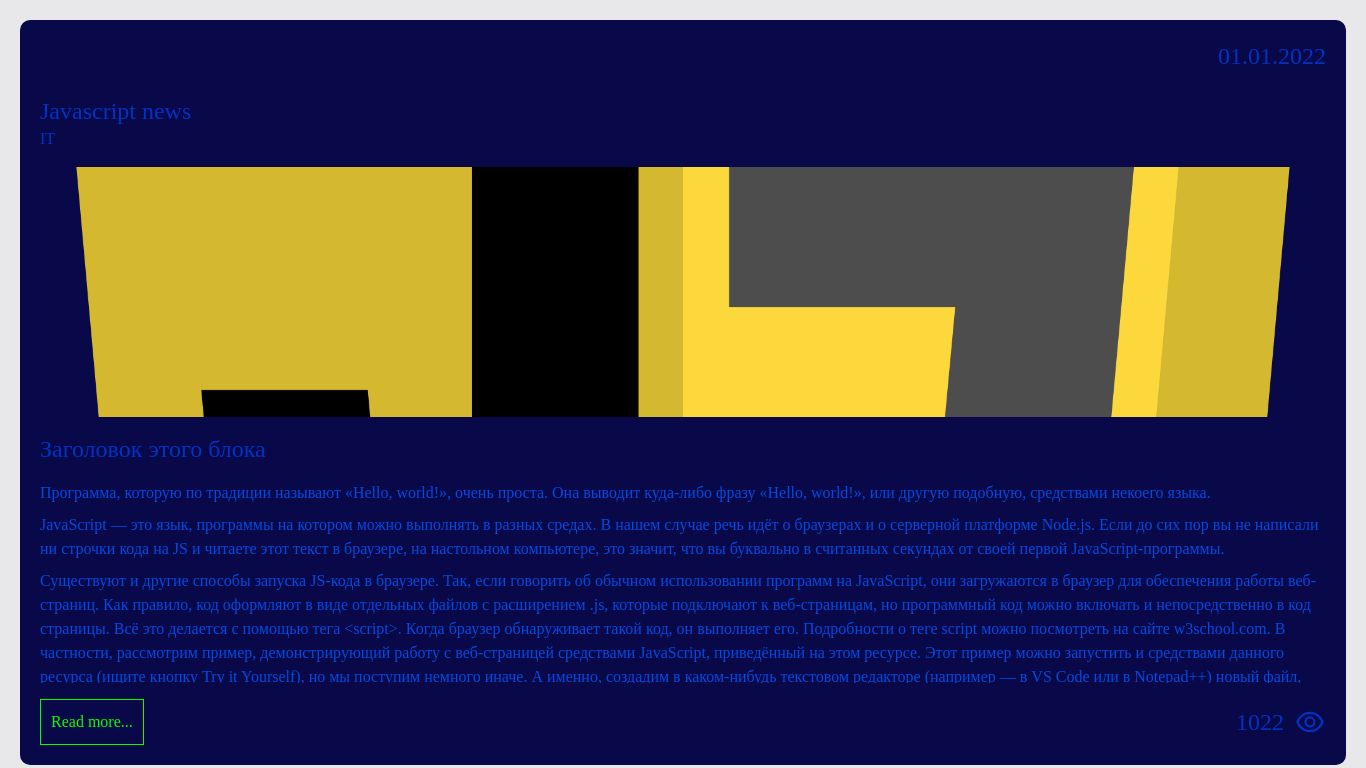 01.01.2022
Javascript news
IT
Заголовок этого блока
Программа, которую по традиции называют «Hello, world!», очень проста. Она выводит куда-либо фразу «Hello, world!», или другую подобную, средствами некоего языка.
JavaScript — это язык, программы на котором можно выполнять в разных средах. В нашем случае речь идёт о браузерах и о серверной платформе Node.js. Если до сих пор вы не написали
ни строчки кода на JS и читаете этот текст в браузере, на настольном компьютере, это значит, что вы буквально в считанных секундах от своей первой JavaScript-программы.
Существуют и другие способы запуска JS-кода в браузере. Так, если говорить об обычном использовании программ на JavaScript, они загружаются в браузер для обеспечения работы веб-
страниц. Как правило, код оформляют в виде отдельных файлов с расширением .js, которые подключают к веб-страницам, но программный код можно включать и непосредственно в код
страницы. Всё это делается с помощью тега <script>. Когда браузер обнаруживает такой код, он выполняет его. Подробности о теге script можно посмотреть на сайте w3school.com. В
частности, рассмотрим пример, демонстрирующий работу с веб-страницей средствами JavaScript, приведённый на этом ресурсе. Этот пример можно запустить и средствами данного
ресурса (ищите кнопку Try it Yourself), но мы поступим немного иначе. А именно, создадим в каком-нибудь текстовом редакторе (например — в VS Code или в Notepad++) новый файл,
Read more...
1022